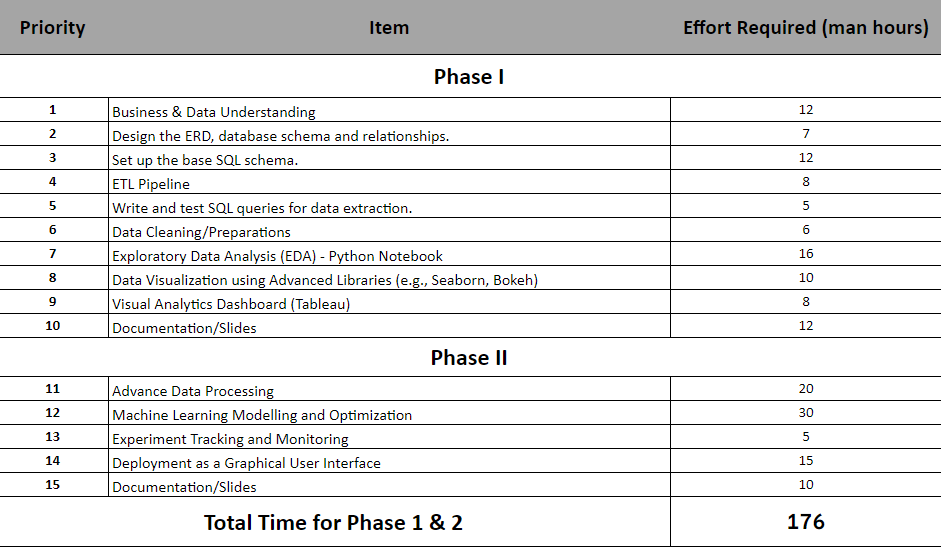 Priority Item Effort Required (man hours)
Phase I
1 Business & Data Understanding 12
2 Design the ERD, database schema and relationships. 7
3 Set up the base SQL schema. 12
4 ETL Pipeline 8
5 Write and test SQL queries for data extraction. 5
6 Data Cleaning/Preparations 6
7 Exploratory Data Analysis (EDA) - Python Notebook 16
8 Data Visualization using Advanced Libraries (e.g., Seaborn, Bokeh) 10
9 Visual Analytics Dashboard (Tableau) 8
10 Documentation/Slides 12
Phase II
11 Advance Data Processing 20
12 Machine Learning Modelling and Optimization 30
13 Experiment Tracking and Monitoring 5
14 Deployment as a Graphical User Interface 15
15 Documentation/Slides 10
Total Time for Phase 1 & 2 176